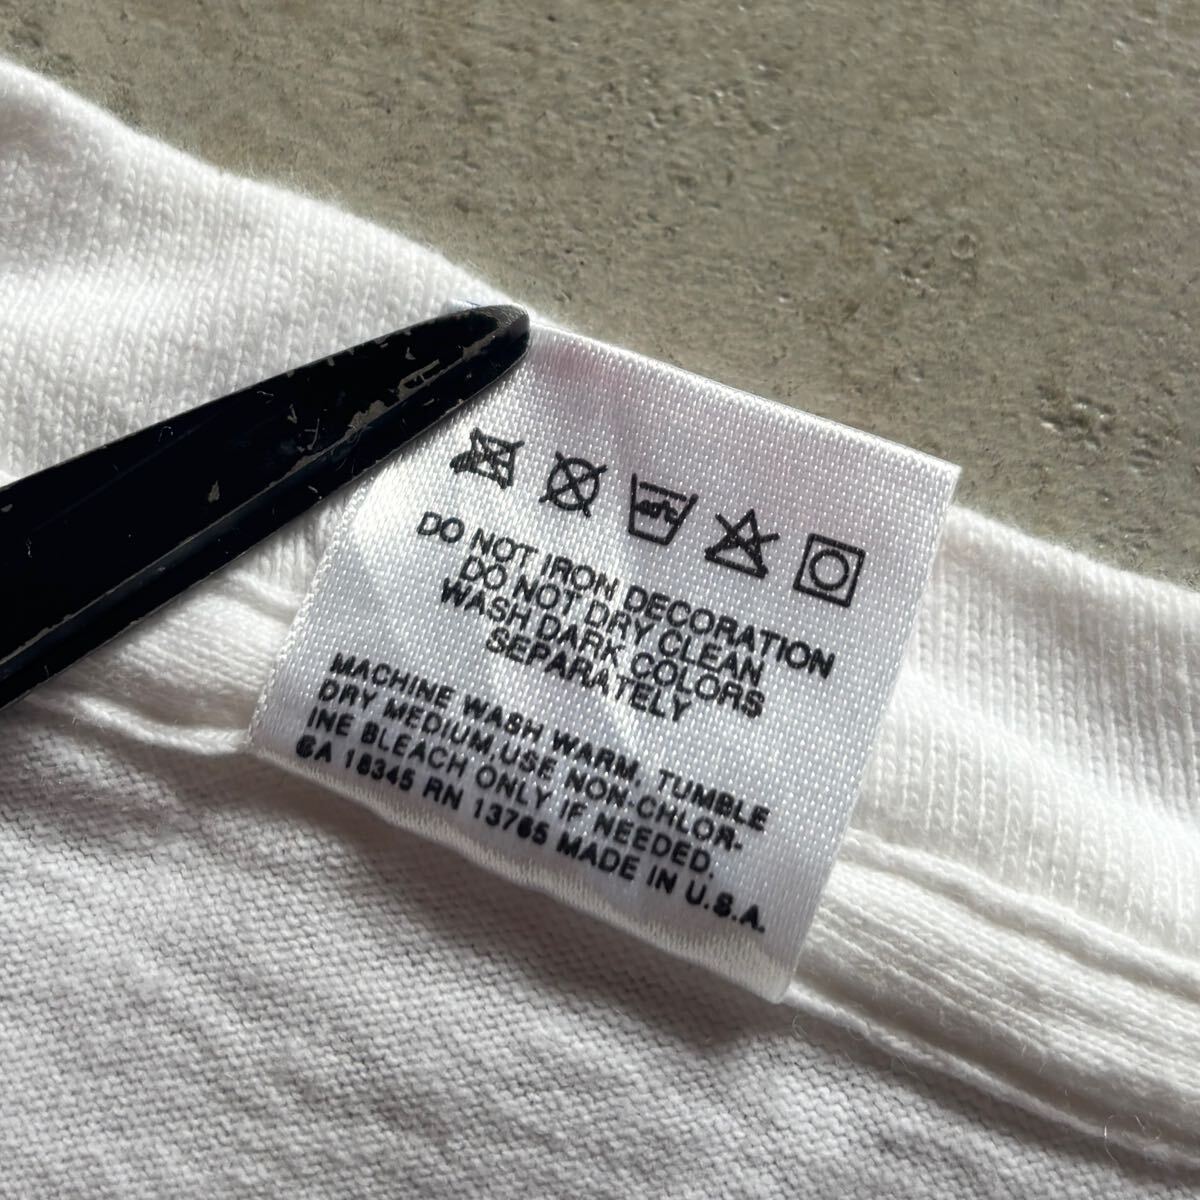 DO NOT IRON DECORATION
DO NOT DRY CLEAN
WASH DARK COLORS
SEPARATELY
MACHINE WASH WARM, TUMBLE
DRY MEDIUM, USE NON-CHLOR-
INE BLEACH ONLY IF NEEDED.
CA 18345 RN 13765 MADE IN U.S.A.